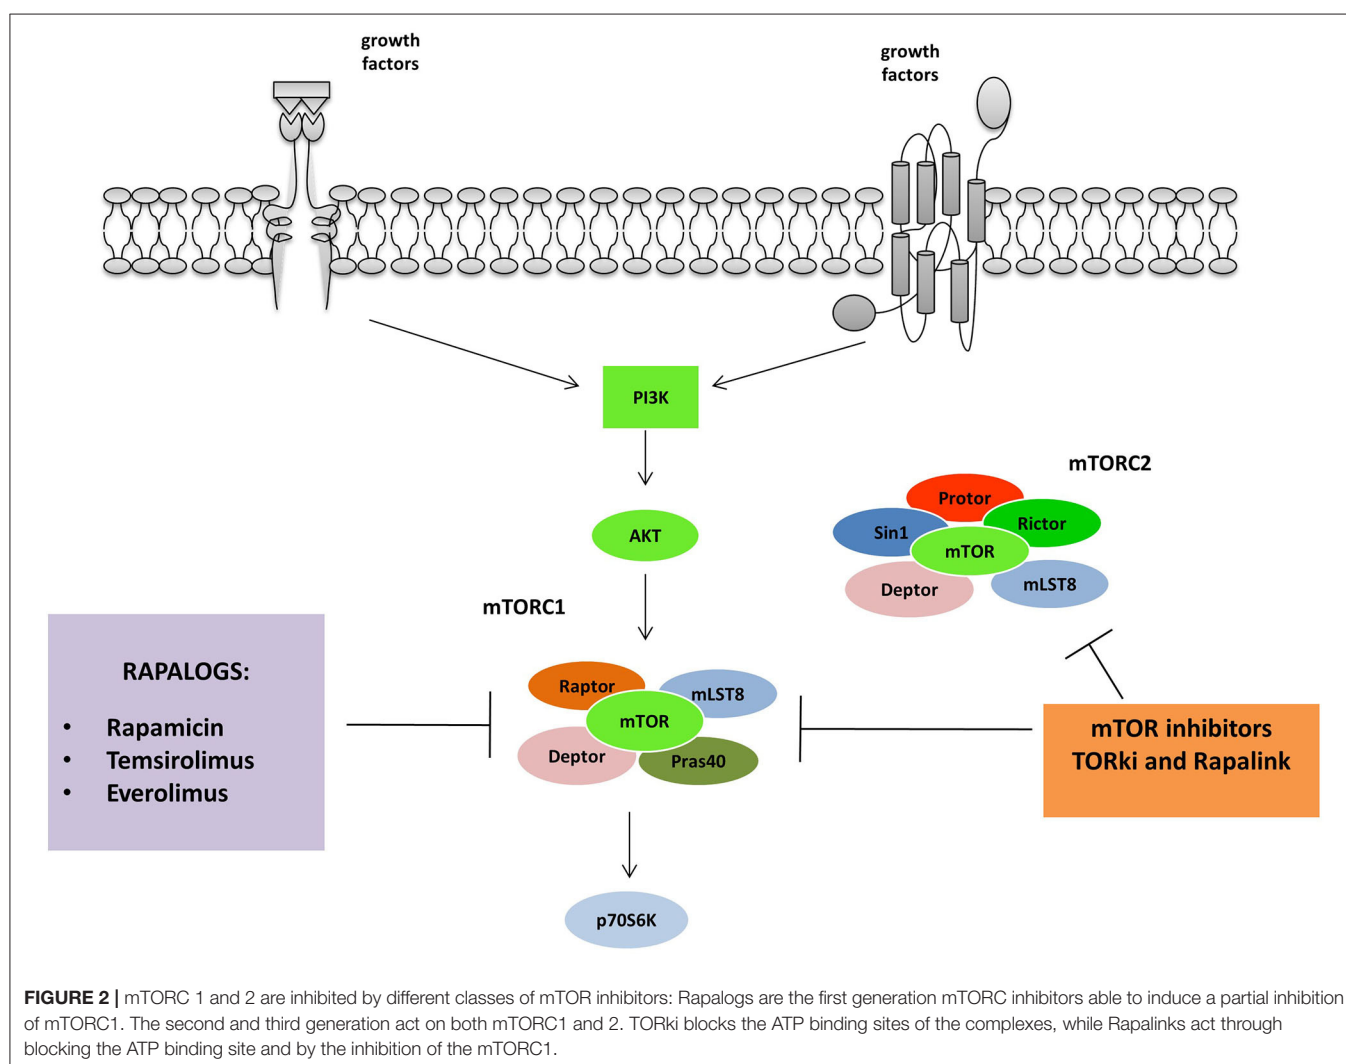 growth
factors
growth
factors
PI3K
mTORC2
Protor
Rictor
Sin1
mTOR
AKT
Deptor
mLST8
mTORC1
RAPALOGS:
Raptor
mLST8
mTOR
• Rapamicin
• Temsirolimus
• Everolimus
Deptor
Pras40
mTOR inhibitors
TORki and Rapalink
p70S6K
FIGURE 2 | mTORC 1 and 2 are inhibited by different classes of mTOR inhibitors: Rapalogs are the first generation mTORC inhibitors able to induce a partial inhibition
of mTORC1. The second and third generation act on both mTORC1 and 2. TORki blocks the ATP binding sites of the complexes, while Rapalinks act through
blocking the ATP binding site and by the inhibition of the mTORC1.